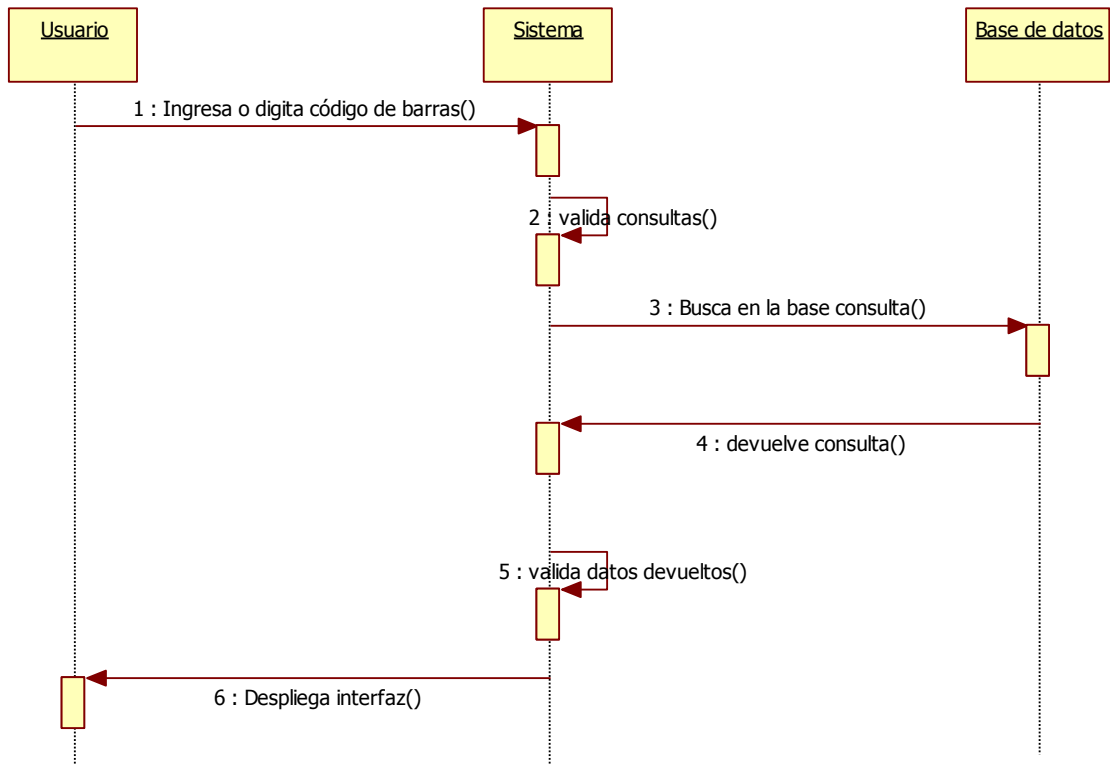 Usuario
Sistema
Base de datos
1 : Ingresa o digita código de barras()
2 : valida consultas()
3 : Busca en la base consulta()
4 : devuelve consulta()
5 : valida datos devueltos()
6 : Despliega interfaz()